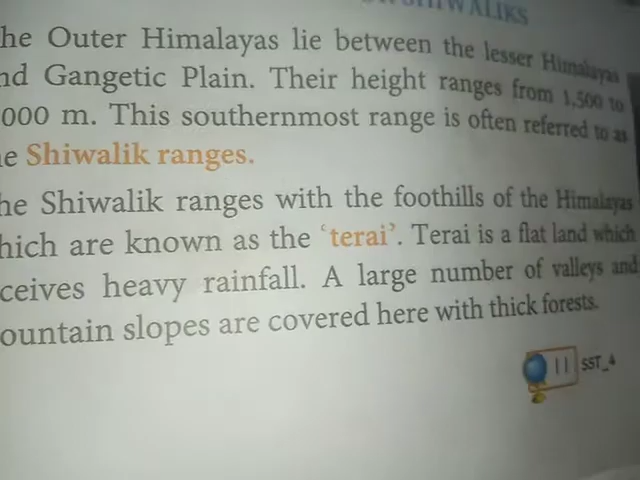 WALIKS
he Outer Himalayas lie between the lesser Himalayas
nd Gangetic Plain. Their height ranges from 1,500 to
000 m. This southernmost range is often referred to as
e Shiwalik ranges.
he Shiwalik ranges with the foothills of the Himalayas
hich are known as the ‘terai’. Terai is a flat land which
ceives heavy rainfall. A large number of valleys and
ountain slopes are covered here with thick forests.
11 SST_4